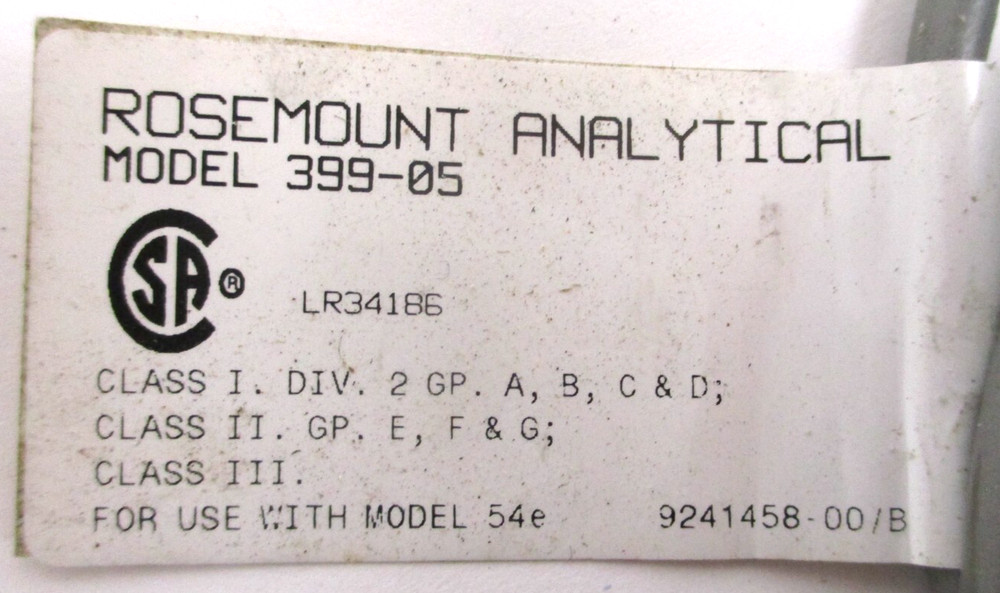 ROSEMOUNT ANALYTICAL
MODEL 399-05
CSA ®
LR34186
CLASS I. DIV. 2 GP. A, B, C & D;
CLASS II. GP. E, F & G;
CLASS III.
FOR USE WITH MODEL 54e 9241458-00/B